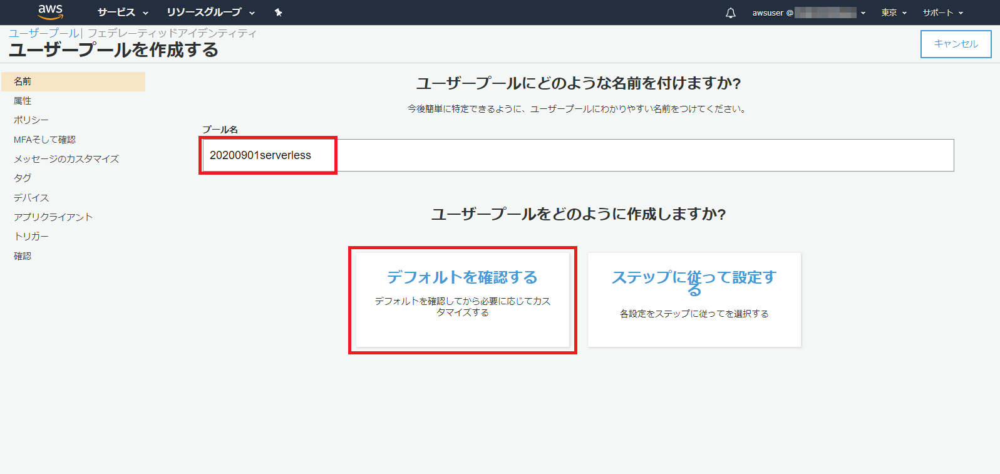 aws サービス リソースグループ awsuser @ 東京 サポート
ユーザープール| フェデレーティッドアイデンティティ
ユーザープールを作成する
キャンセル
名前
属性
ポリシー
MFAそして確認
メッセージのカスタマイズ
タグ
デバイス
アプリクライアント
トリガー
確認
ユーザープールにどのような名前を付けますか?
今後簡単に特定できるように、ユーザープールにわかりやすい名前をつけてください。
プール名
20200901serverless
ユーザープールをどのように作成しますか?
デフォルトを確認する
デフォルトを確認してから必要に応じてカス
タマイズする
ステップに従って設定す
る
各設定をステップに従ってを選択する